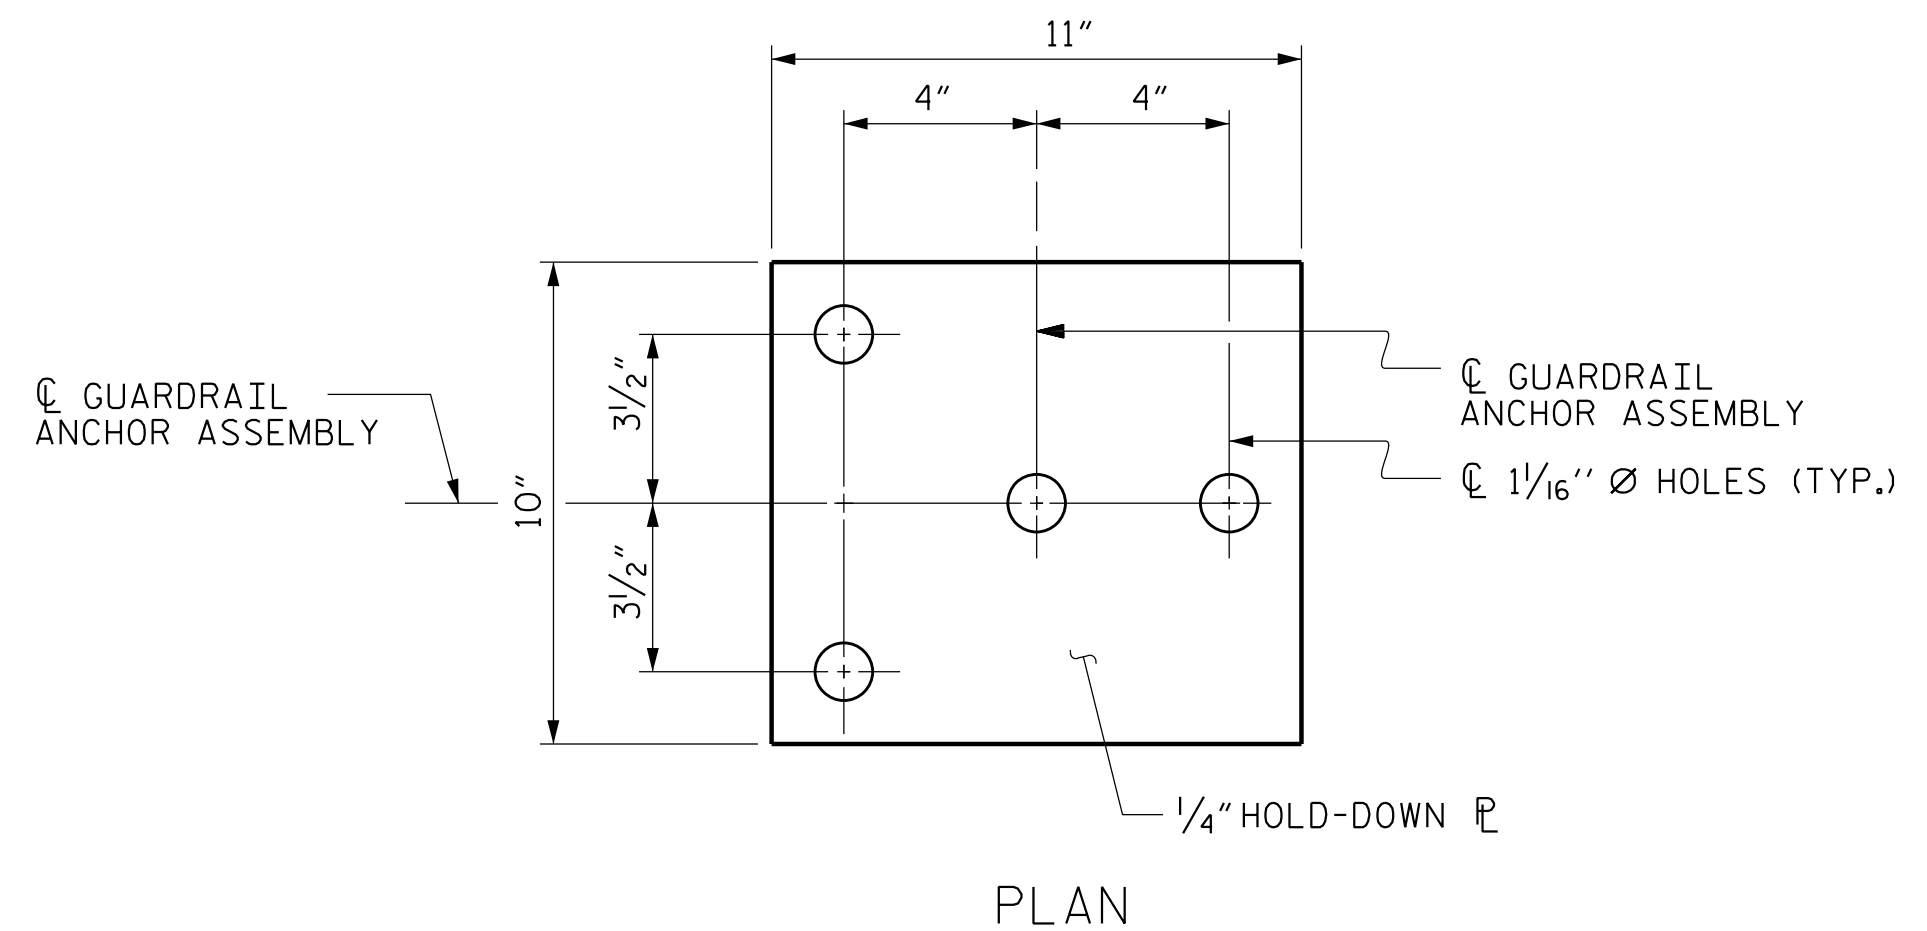 11"
4" 4"
3 1/2"
℄ GUARDRAIL
ANCHOR ASSEMBLY
℄ GUARDRAIL
ANCHOR ASSEMBLY
10"
℄ 1 1/16'' Ø HOLES (TYP.)
3 1/2"
1/4" HOLD-DOWN ⅊
PLAN